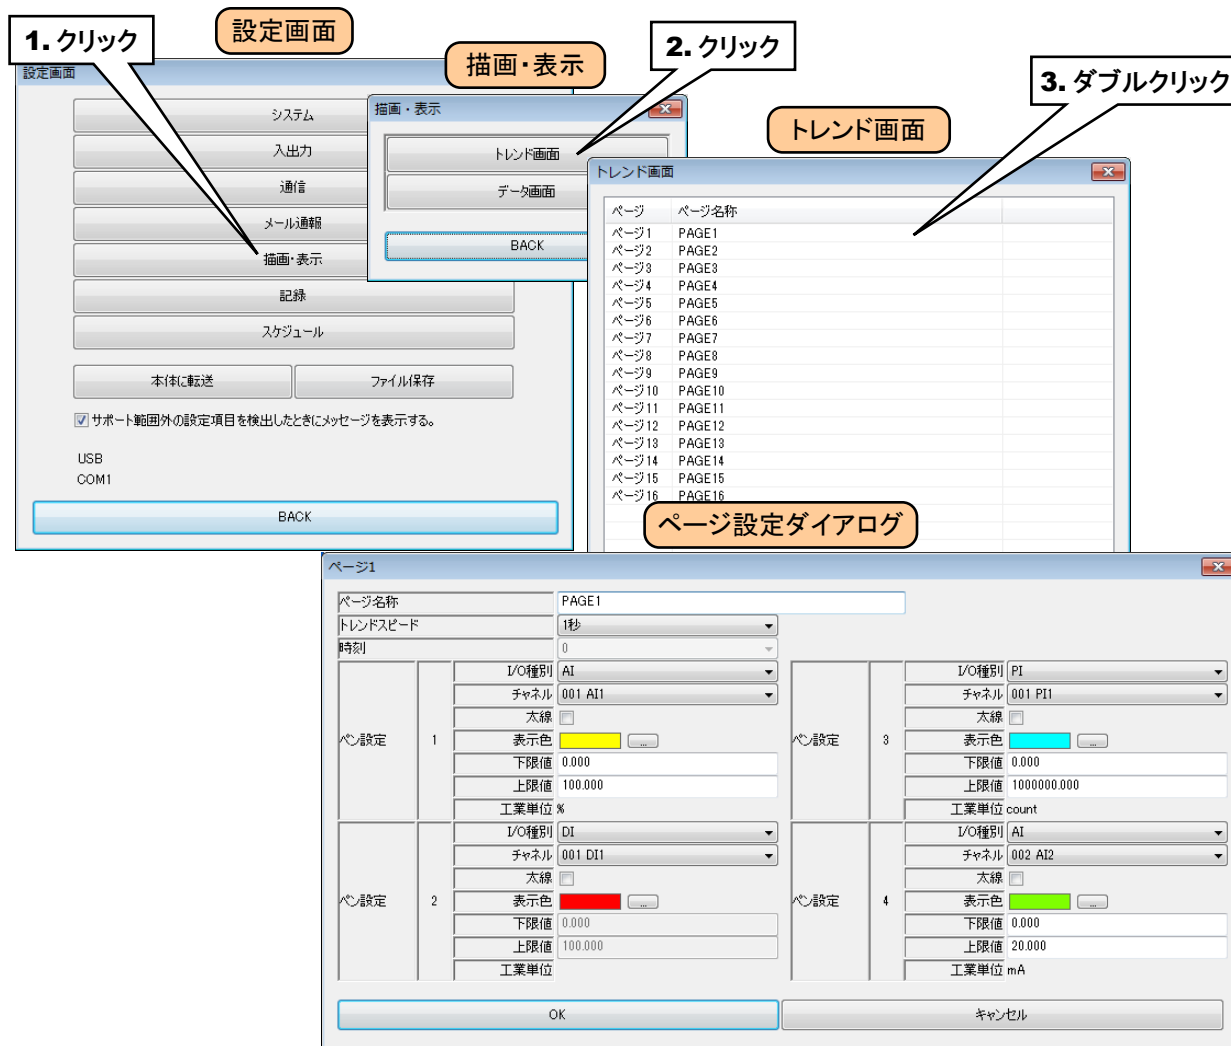 設定画面
1. クリック
設定画面
システム
入出力
通信
メール通報
描画・表示
記録
スケジュール
本体に転送
ファイル保存
サポート範囲外の設定項目を検出したときにメッセージを表示する。
USB
COM1
BACK
描画・表示
2. クリック
描画・表示
トレンド画面
データ画面
BACK
トレンド画面
3. ダブルクリック
トレンド画面
ページ ページ名称
ページ1 PAGE1
ページ2 PAGE2
ページ3 PAGE3
ページ4 PAGE4
ページ5 PAGE5
ページ6 PAGE6
ページ7 PAGE7
ページ8 PAGE8
ページ9 PAGE9
ページ10 PAGE10
ページ11 PAGE11
ページ12 PAGE12
ページ13 PAGE13
ページ14 PAGE14
ページ15 PAGE15
ページ16 PAGE16
ページ設定ダイアログ
ページ1
ページ名称 PAGE1
トレンドスピード 1秒
時刻 0
ペン設定 1
I/O種別 AI
チャネル 001 AI1
太線
表示色 ...
下限値 0.000
上限値 100.000
工業単位 %
ペン設定 2
I/O種別 DI
チャネル 001 DI1
太線
表示色 ...
下限値 0.000
上限値 100.000
工業単位
ペン設定 3
I/O種別 PI
チャネル 001 PI1
太線
表示色 ...
下限値 0.000
上限値 1000000.000
工業単位 count
ペン設定 4
I/O種別 AI
チャネル 002 AI2
太線
表示色 ...
下限値 0.000
上限値 20.000
工業単位 mA
OK
キャンセル